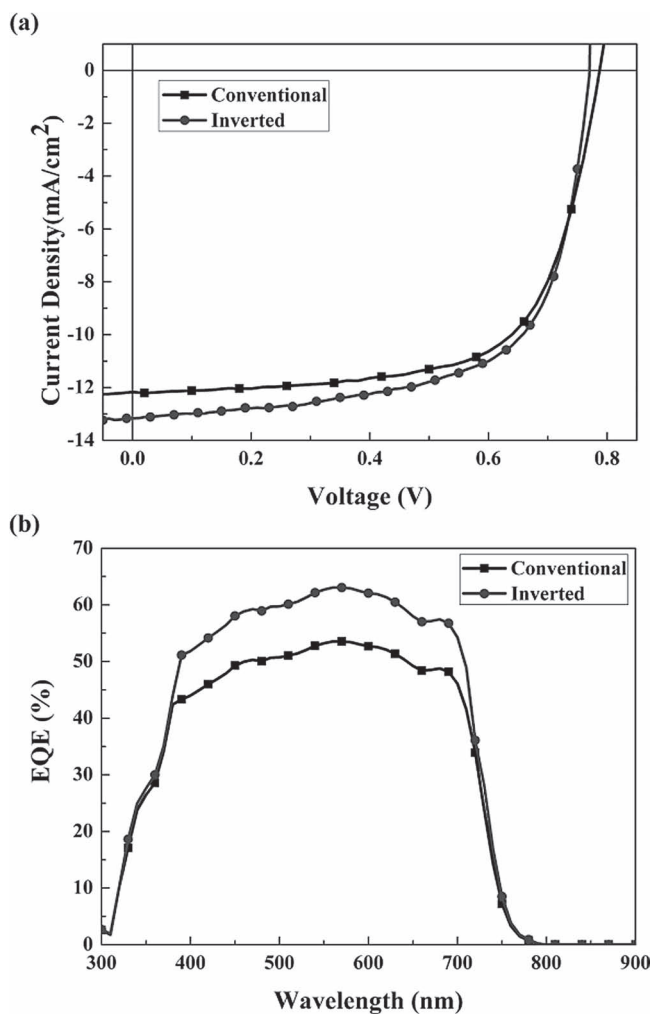 (a)
0
-2
-4
-6
-8
-10
-12
-14
Current Density(mA/cm2)
Conventional
Inverted
0.0 0.2 0.4 0.6 0.8
Voltage (V)
(b)
70
60
50
40
30
20
10
0
EQE (%)
Conventional
Inverted
300 400 500 600 700 800 900
Wavelength (nm)